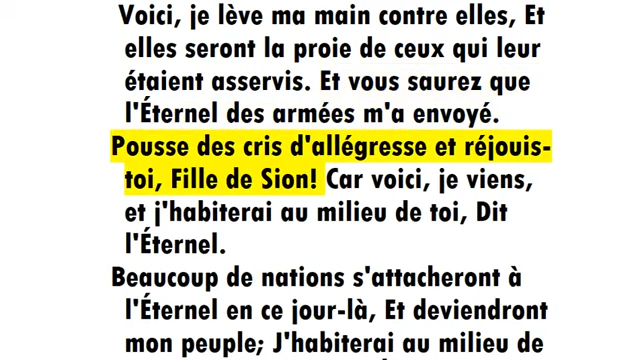 Voici, je lève ma main contre elles, Et
elles seront la proie de ceux qui leur
étaient asservis. Et vous saurez que
l'Éternel des armées m'a envoyé.
Pousse des cris d'allégresse et réjouis-
toi, Fille de Sion! Car voici, je viens,
et j'habiterai au milieu de toi, Dit
l'Éternel.
Beaucoup de nations s'attacheront à
l'Éternel en ce jour-là, Et deviendront
mon peuple; J'habiterai au milieu de